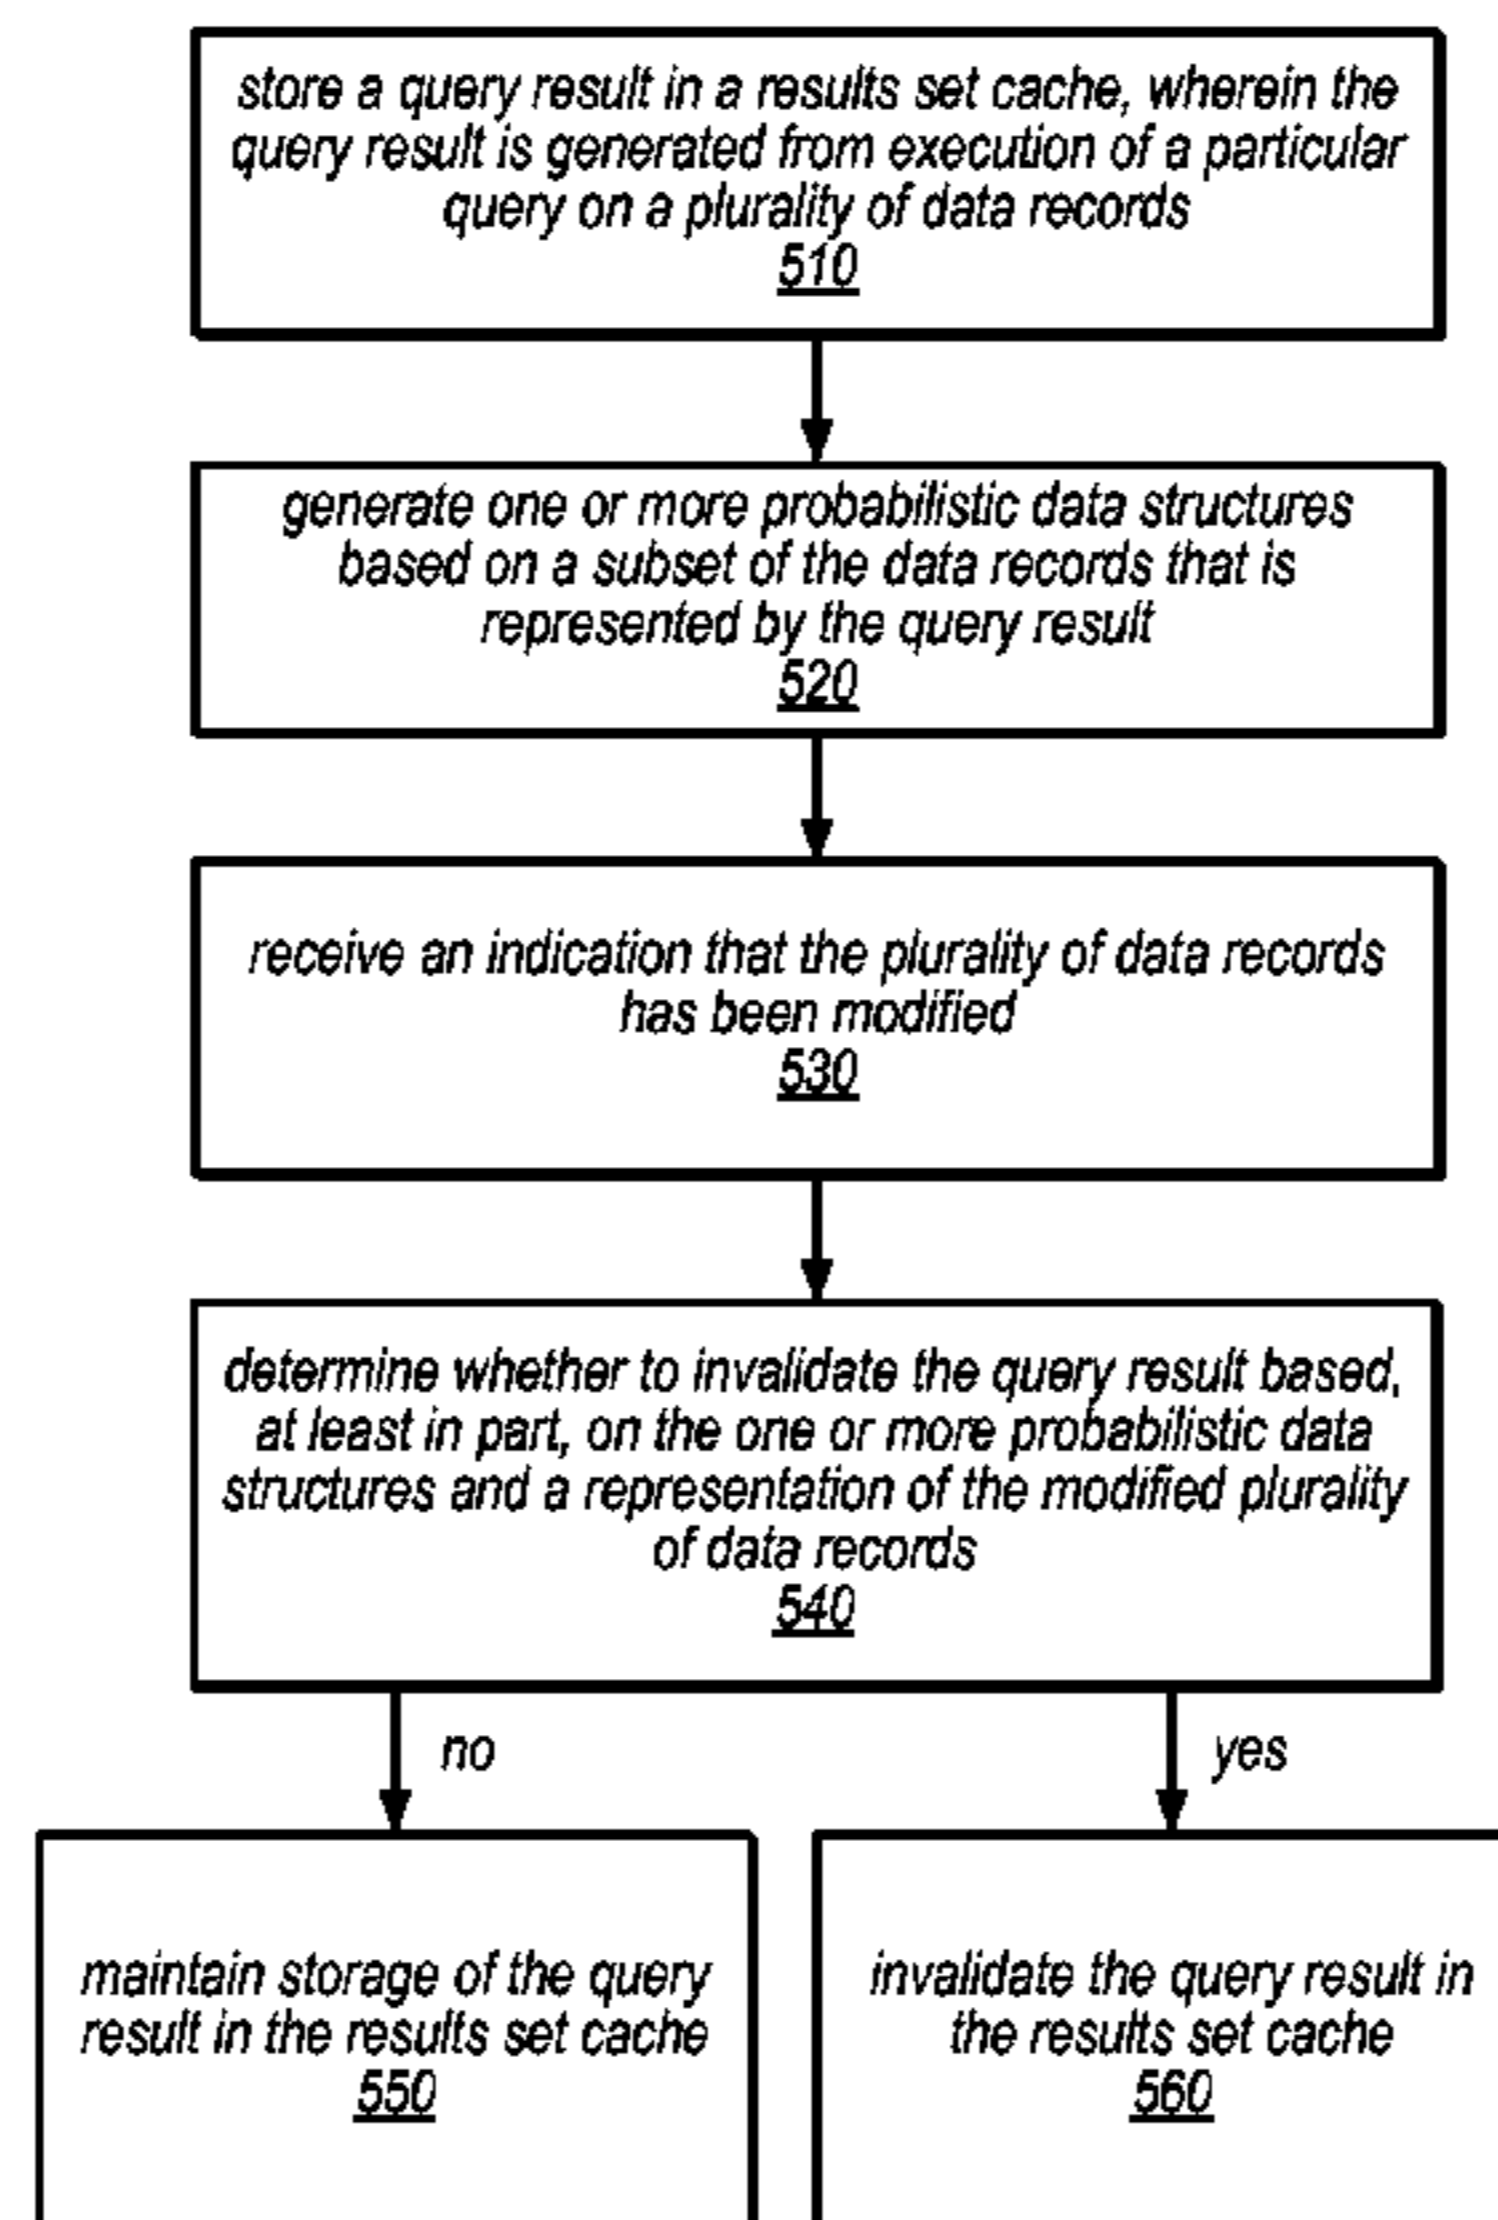 store a query result in a results set cache, wherein the
query result is generated from execution of a particular
query on a plurality of data records
510
generate one or more probabilistic data structures
based on a subset of the data records that is
represented by the query result
520
receive an indication that the plurality of data records
has been modified
530
determine whether to invalidate the query result based,
at least in part, on the one or more probabilistic data
structures and a representation of the modified plurality
of data records
540
no
yes
maintain storage of the query
result in the results set cache
550
invalidate the query result in
the results set cache
560